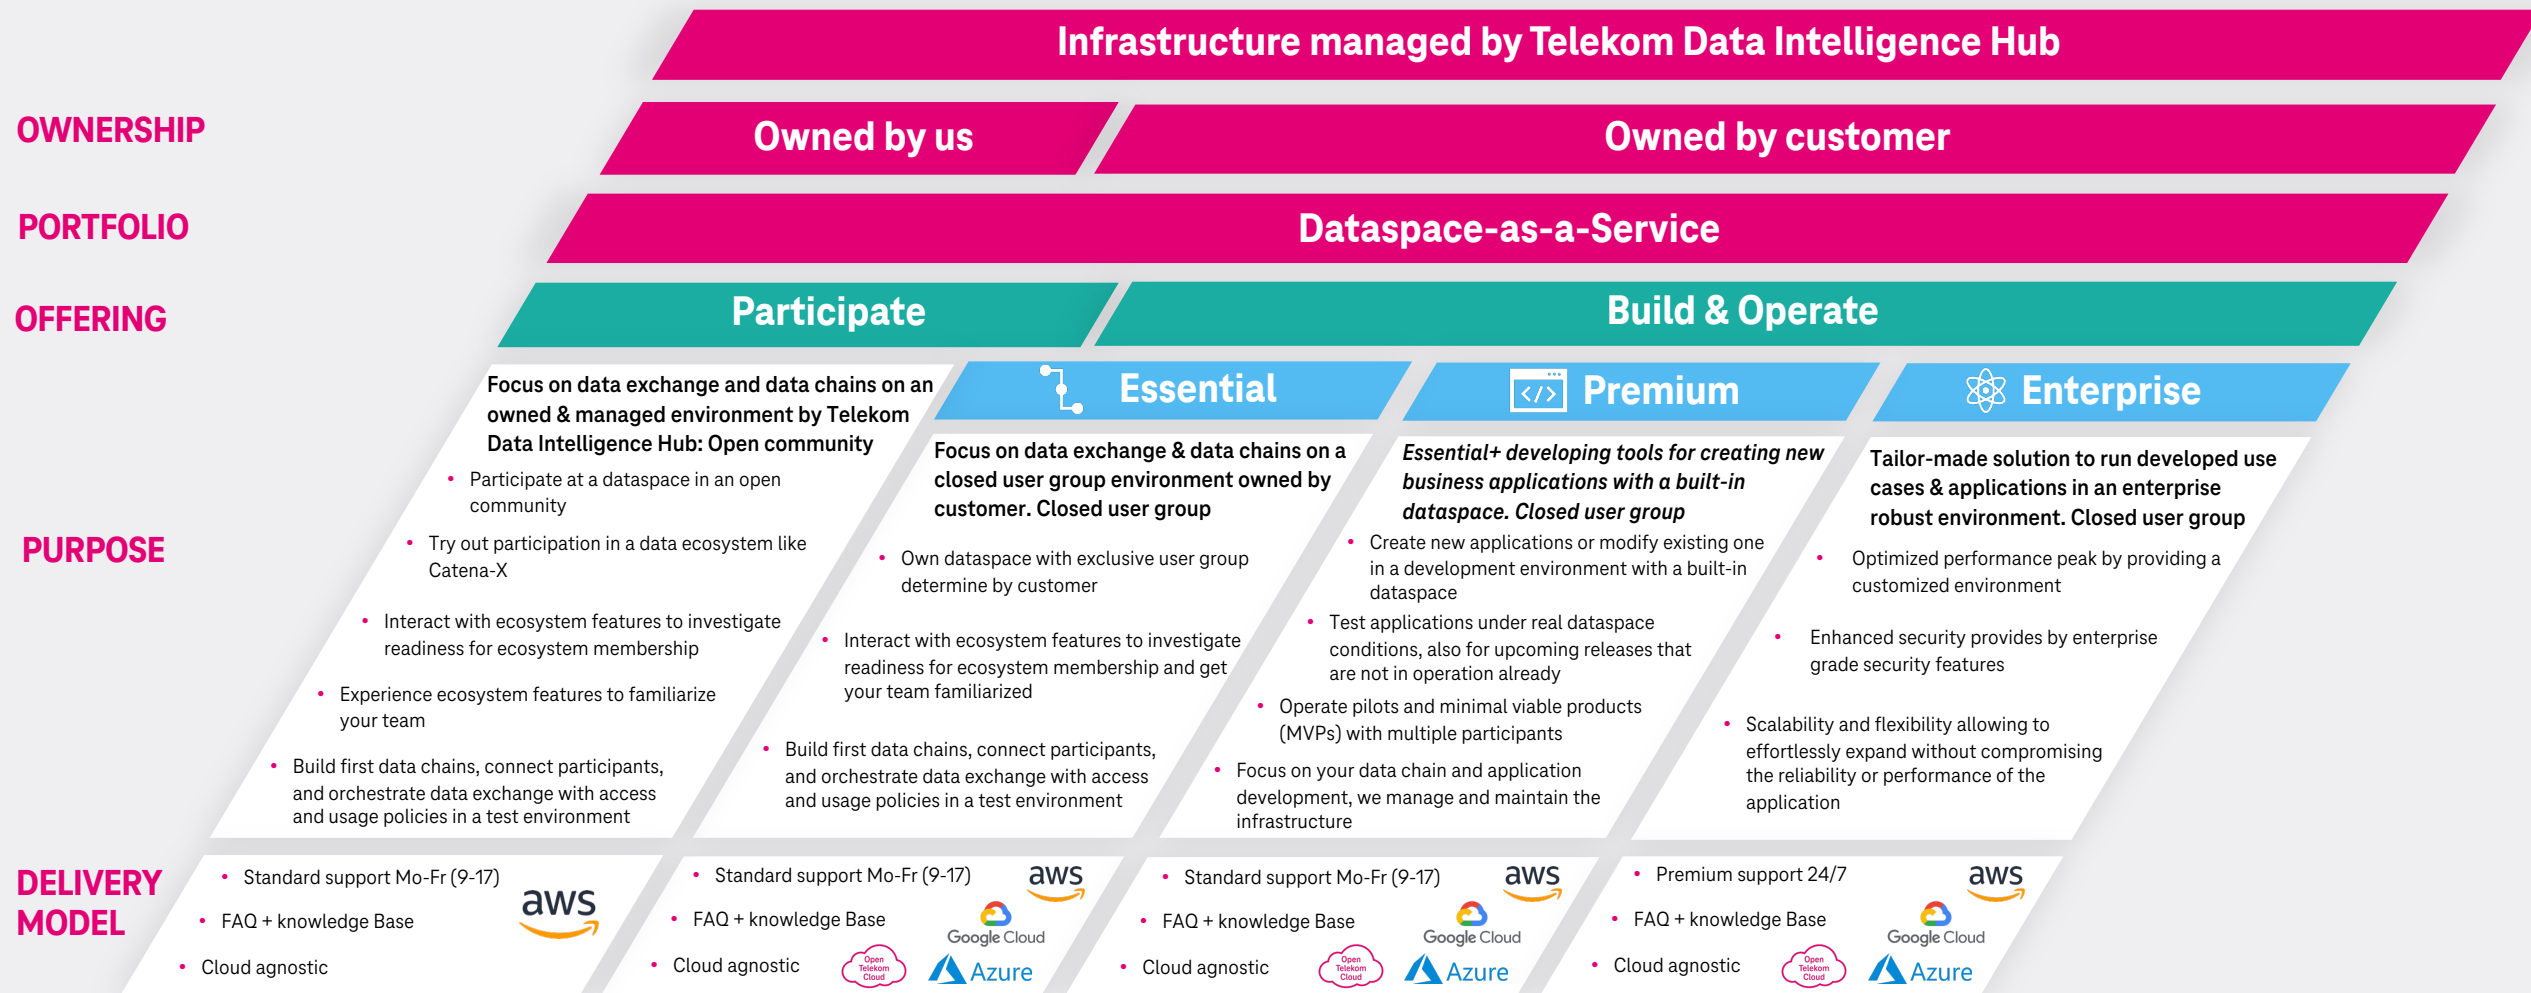 Infrastructure managed by Telekom Data Intelligence Hub
OWNERSHIP
Owned by us
Owned by customer
PORTFOLIO
Dataspace-as-a-Service
OFFERING
Participate
Build & Operate
PURPOSE
Focus on data exchange and data chains on an
owned & managed environment by Telekom
Data Intelligence Hub: Open community
• Participate at a dataspace in an open
community
• Try out participation in a data ecosystem like
Catena-X
• Interact with ecosystem features to investigate
readiness for ecosystem membership
• Experience ecosystem features to familiarize
your team
• Build first data chains, connect participants,
and orchestrate data exchange with access
and usage policies in a test environment
Essential
Focus on data exchange & data chains on a
closed user group environment owned by
customer. Closed user group
• Own dataspace with exclusive user group
determine by customer
• Interact with ecosystem features to investigate
readiness for ecosystem membership and get
your team familiarized
• Build first data chains, connect participants,
and orchestrate data exchange with access
and usage policies in a test environment
</> Premium
Essential+ developing tools for creating new
business applications with a built-in
dataspace. Closed user group
• Create new applications or modify existing one
in a development environment with a built-in
dataspace
• Test applications under real dataspace
conditions, also for upcoming releases that
are not in operation already
• Operate pilots and minimal viable products
(MVPs) with multiple participants
• Focus on your data chain and application
development, we manage and maintain the
infrastructure
Enterprise
Tailor-made solution to run developed use
cases & applications in an enterprise
robust environment. Closed user group
• Optimized performance peak by providing a
customized environment
• Enhanced security provides by enterprise
grade security features
• Scalability and flexibility allowing to
effortlessly expand without compromising
the reliability or performance of the
application
DELIVERY
MODEL
• Standard support Mo-Fr (9-17)
• FAQ + knowledge Base
• Cloud agnostic
aws
• Standard support Mo-Fr (9-17)
• FAQ + knowledge Base
• Cloud agnostic
aws
Google Cloud
Open
Telekom
Cloud
Azure
• Standard support Mo-Fr (9-17)
• FAQ + knowledge Base
• Cloud agnostic
aws
Google Cloud
Open
Telekom
Cloud
Azure
• Premium support 24/7
• FAQ + knowledge Base
• Cloud agnostic
aws
Google Cloud
Open
Telekom
Cloud
Azure